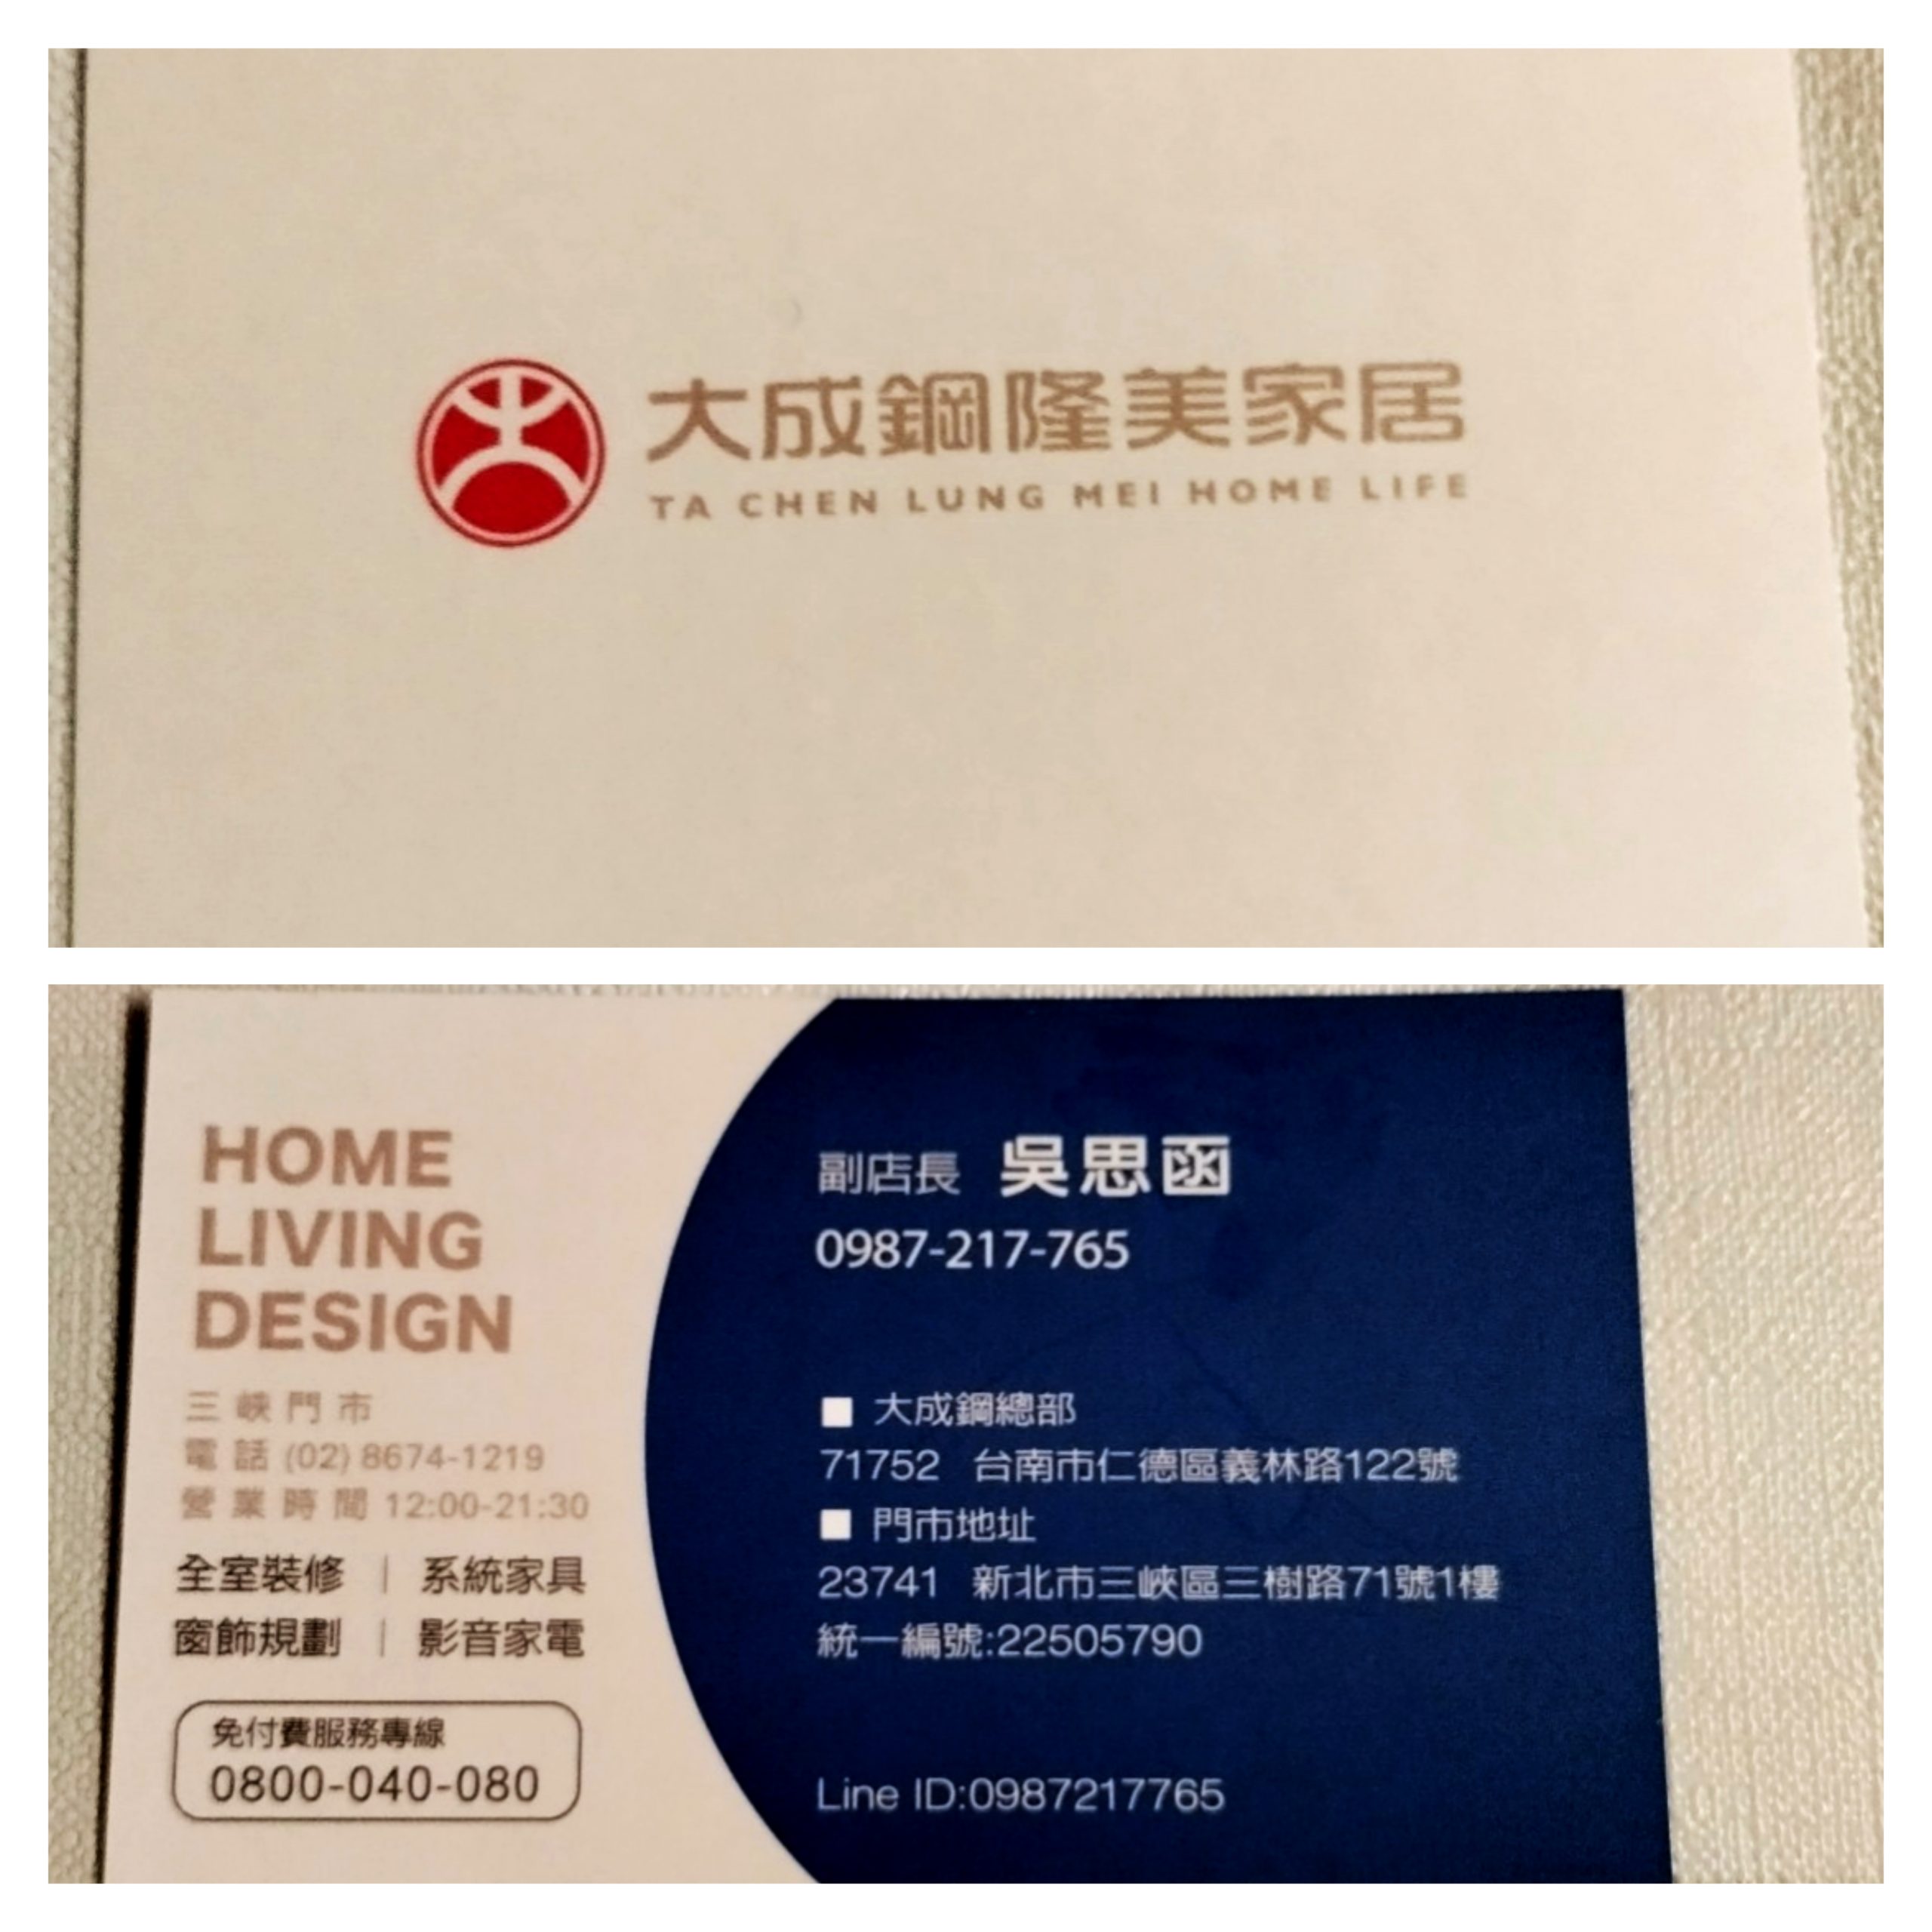 大成鋼隆美家居
TA CHEN LUNG MEI HOME LIFE
HOME
LIVING
DESIGN
三峽門市
電話 (02) 8674-1219
營業時間 12:00-21:30
全室裝修 | 系統家具
窗飾規劃 | 影音家電
免付費服務專線
0800-040-080
副店長 吳思函
0987-217-765
■ 大成鋼總部
71752 台南市仁德區義林路122號
■ 門市地址
23741 新北市三峽區三樹路71號1樓
統一編號:22505790
Line ID:0987217765